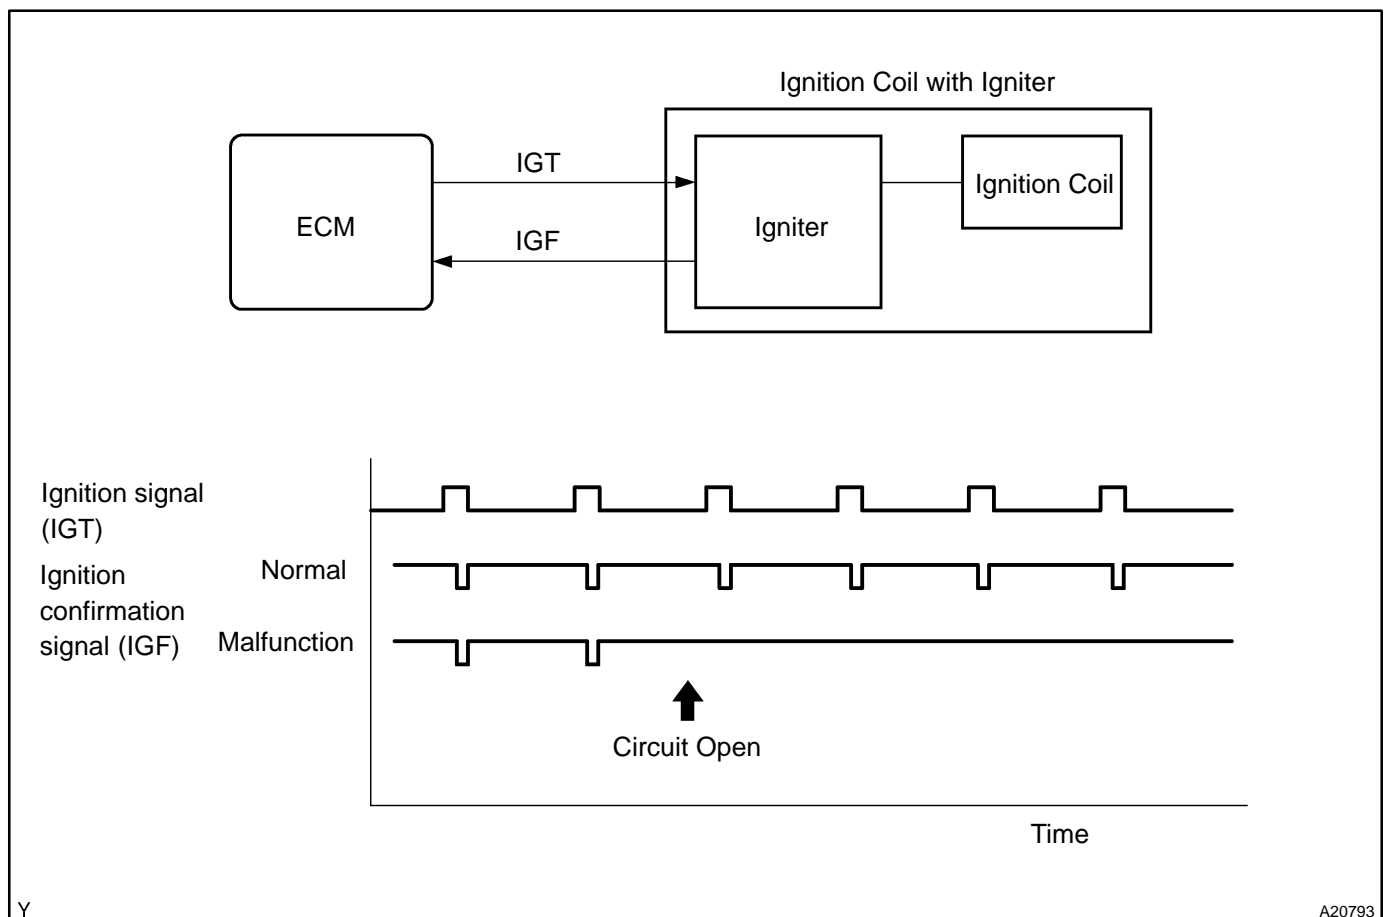 Ignition Coil with Igniter
ECM
IGT
IGF
Igniter
Ignition Coil
Ignition signal
(IGT)
Ignition
confirmation
signal (IGF)
Normal
Malfunction
Circuit Open
Time
Y
A20793